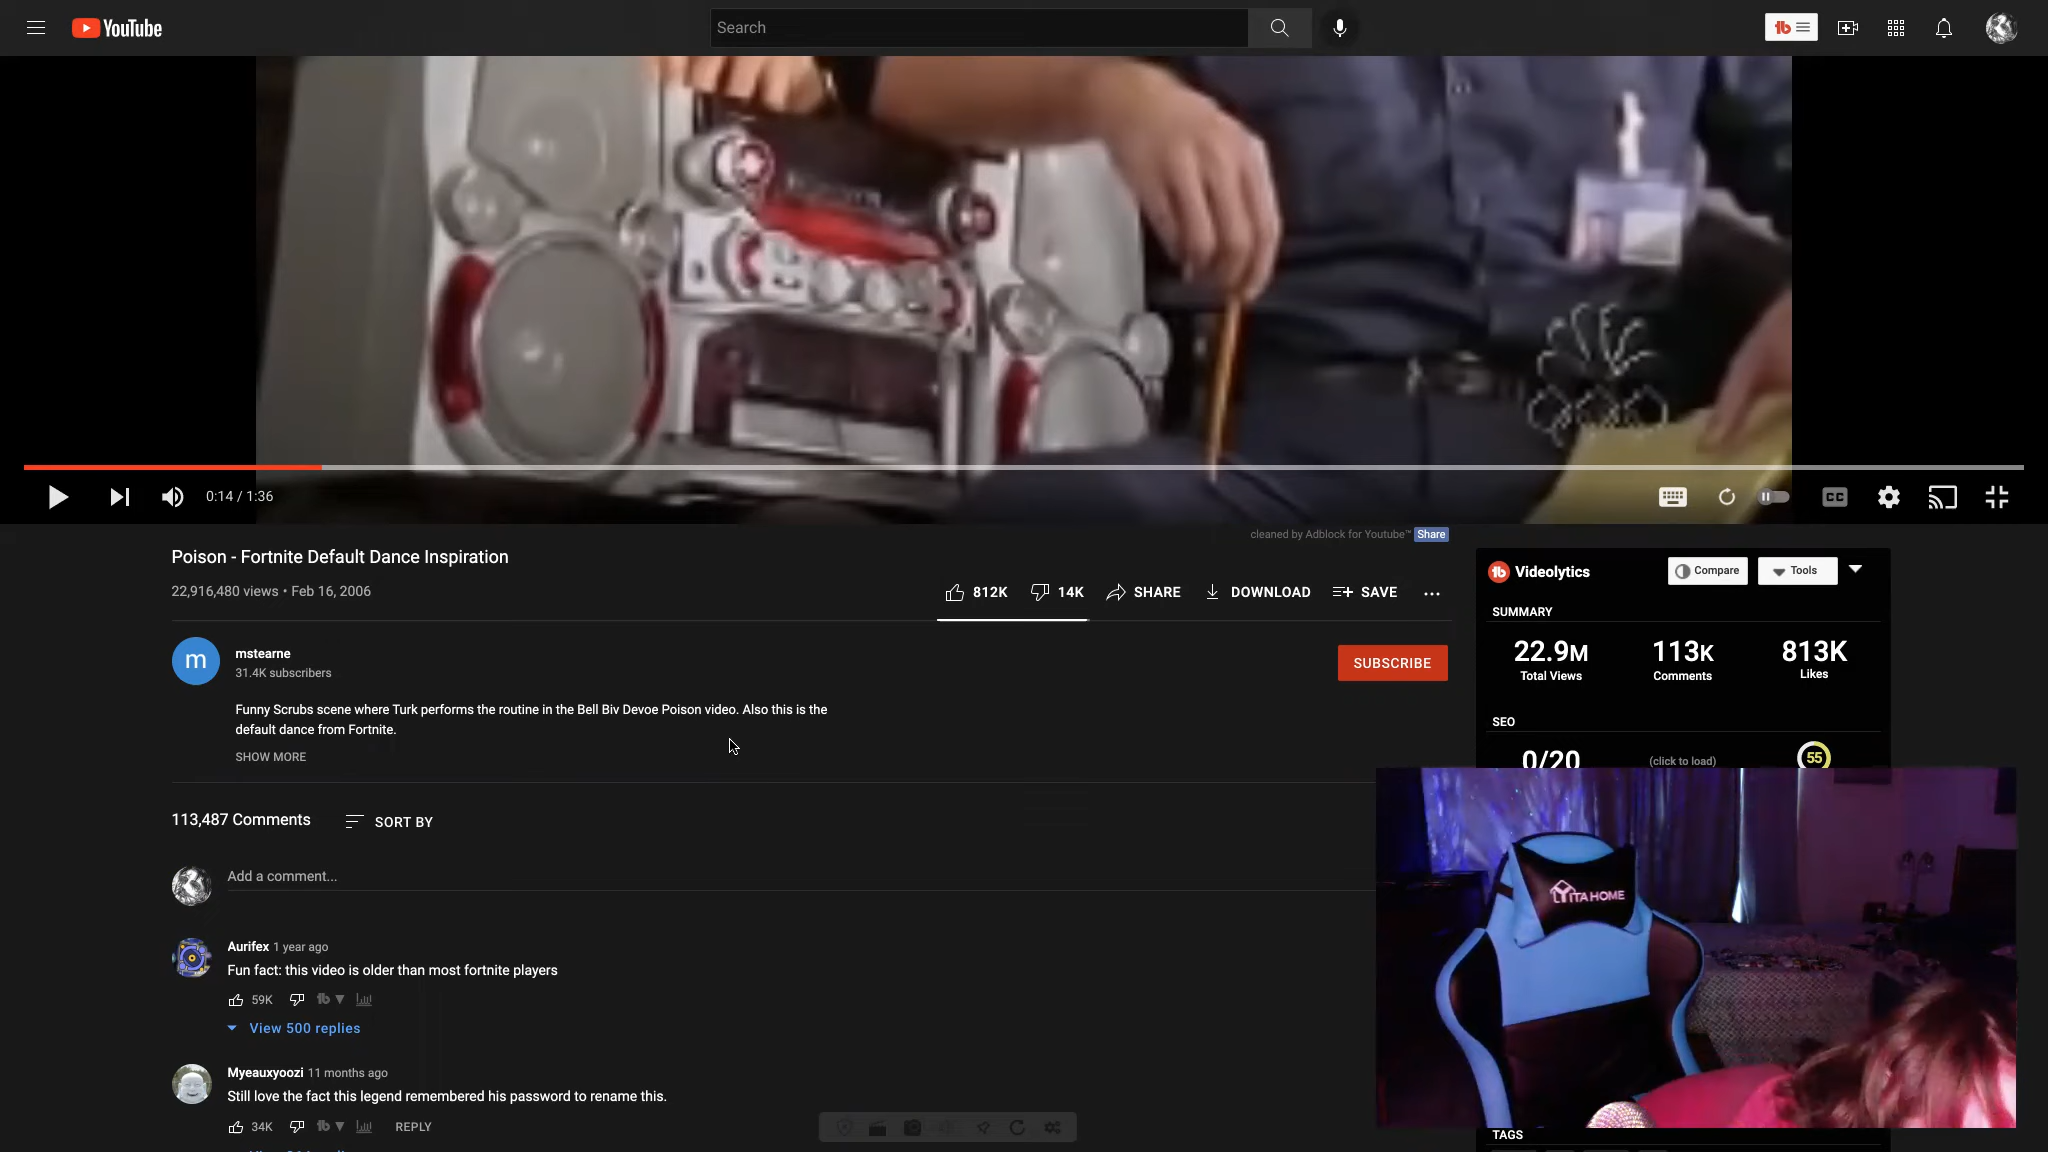 YouTube
Search
tb
0:14 / 1:36
CC
cleaned by Adblock for Youtube™ Share
Poison - Fortnite Default Dance Inspiration
22,916,480 views • Feb 16, 2006
812K 14K SHARE DOWNLOAD SAVE
m
mstearne
31.4K subscribers
SUBSCRIBE
Funny Scrubs scene where Turk performs the routine in the Bell Biv Devoe Poison video. Also this is the
default dance from Fortnite.
SHOW MORE
113,487 Comments SORT BY
Add a comment...
Aurifex 1 year ago
Fun fact: this video is older than most fortnite players
59K tb
View 500 replies
Myeauxyoozi 11 months ago
Still love the fact this legend remembered his password to rename this.
34K tb REPLY
tb Videolytics Compare Tools
SUMMARY
22.9M 113K 813K
Total Views Comments Likes
SEO
0/20 (click to load) 55
YITAHOME
TAGS